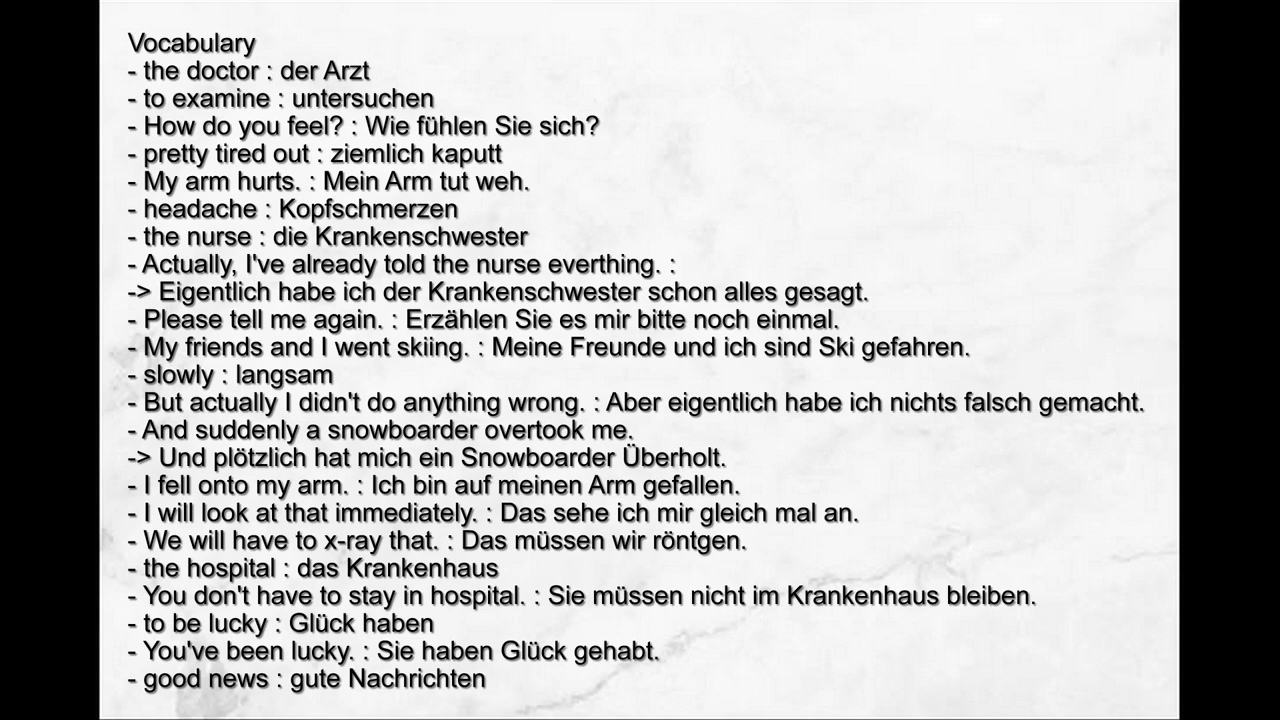 Vocabulary
- the doctor : der Arzt
- to examine : untersuchen
- How do you feel? : Wie fühlen Sie sich?
- pretty tired out : ziemlich kaputt
- My arm hurts. : Mein Arm tut weh.
- headache : Kopfschmerzen
- the nurse : die Krankenschwester
- Actually, I've already told the nurse everthing. :
-> Eigentlich habe ich der Krankenschwester schon alles gesagt.
- Please tell me again. : Erzählen Sie es mir bitte noch einmal.
- My friends and I went skiing. : Meine Freunde und ich sind Ski gefahren.
- slowly : langsam
- But actually I didn't do anything wrong. : Aber eigentlich habe ich nichts falsch gemacht.
- And suddenly a snowboarder overtook me.
-> Und plötzlich hat mich ein Snowboarder Überholt.
- I fell onto my arm. : Ich bin auf meinen Arm gefallen.
- I will look at that immediately. : Das sehe ich mir gleich mal an.
- We will have to x-ray that. : Das müssen wir röntgen.
- the hospital : das Krankenhaus
- You don't have to stay in hospital. : Sie müssen nicht im Krankenhaus bleiben.
- to be lucky : Glück haben
- You've been lucky. : Sie haben Glück gehabt.
- good news : gute Nachrichten